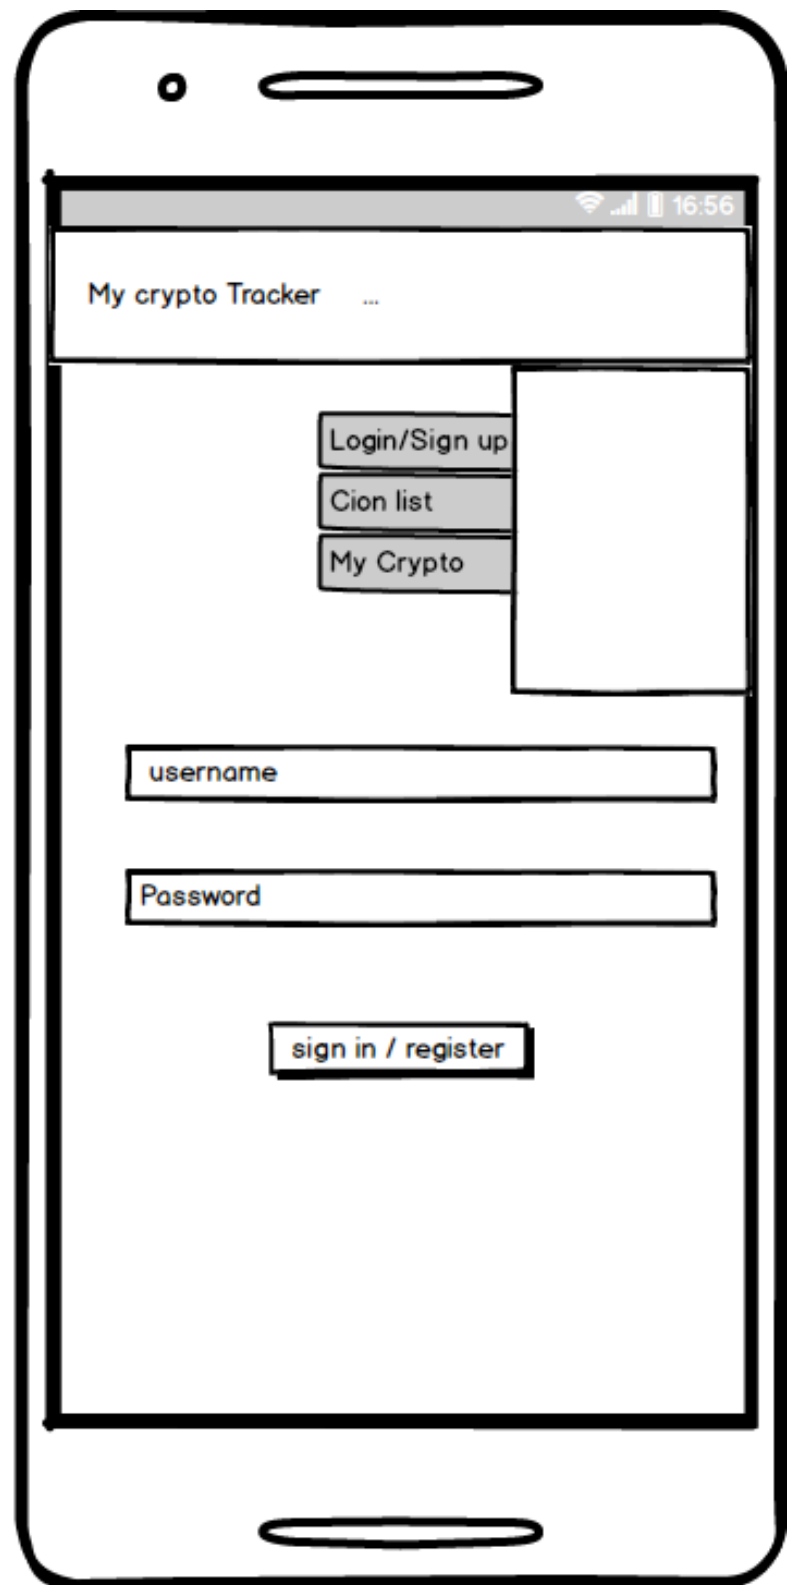 16:56
My crypto Tracker ...
Login/Sign up
Cion list
My Crypto
username
Password
sign in / register